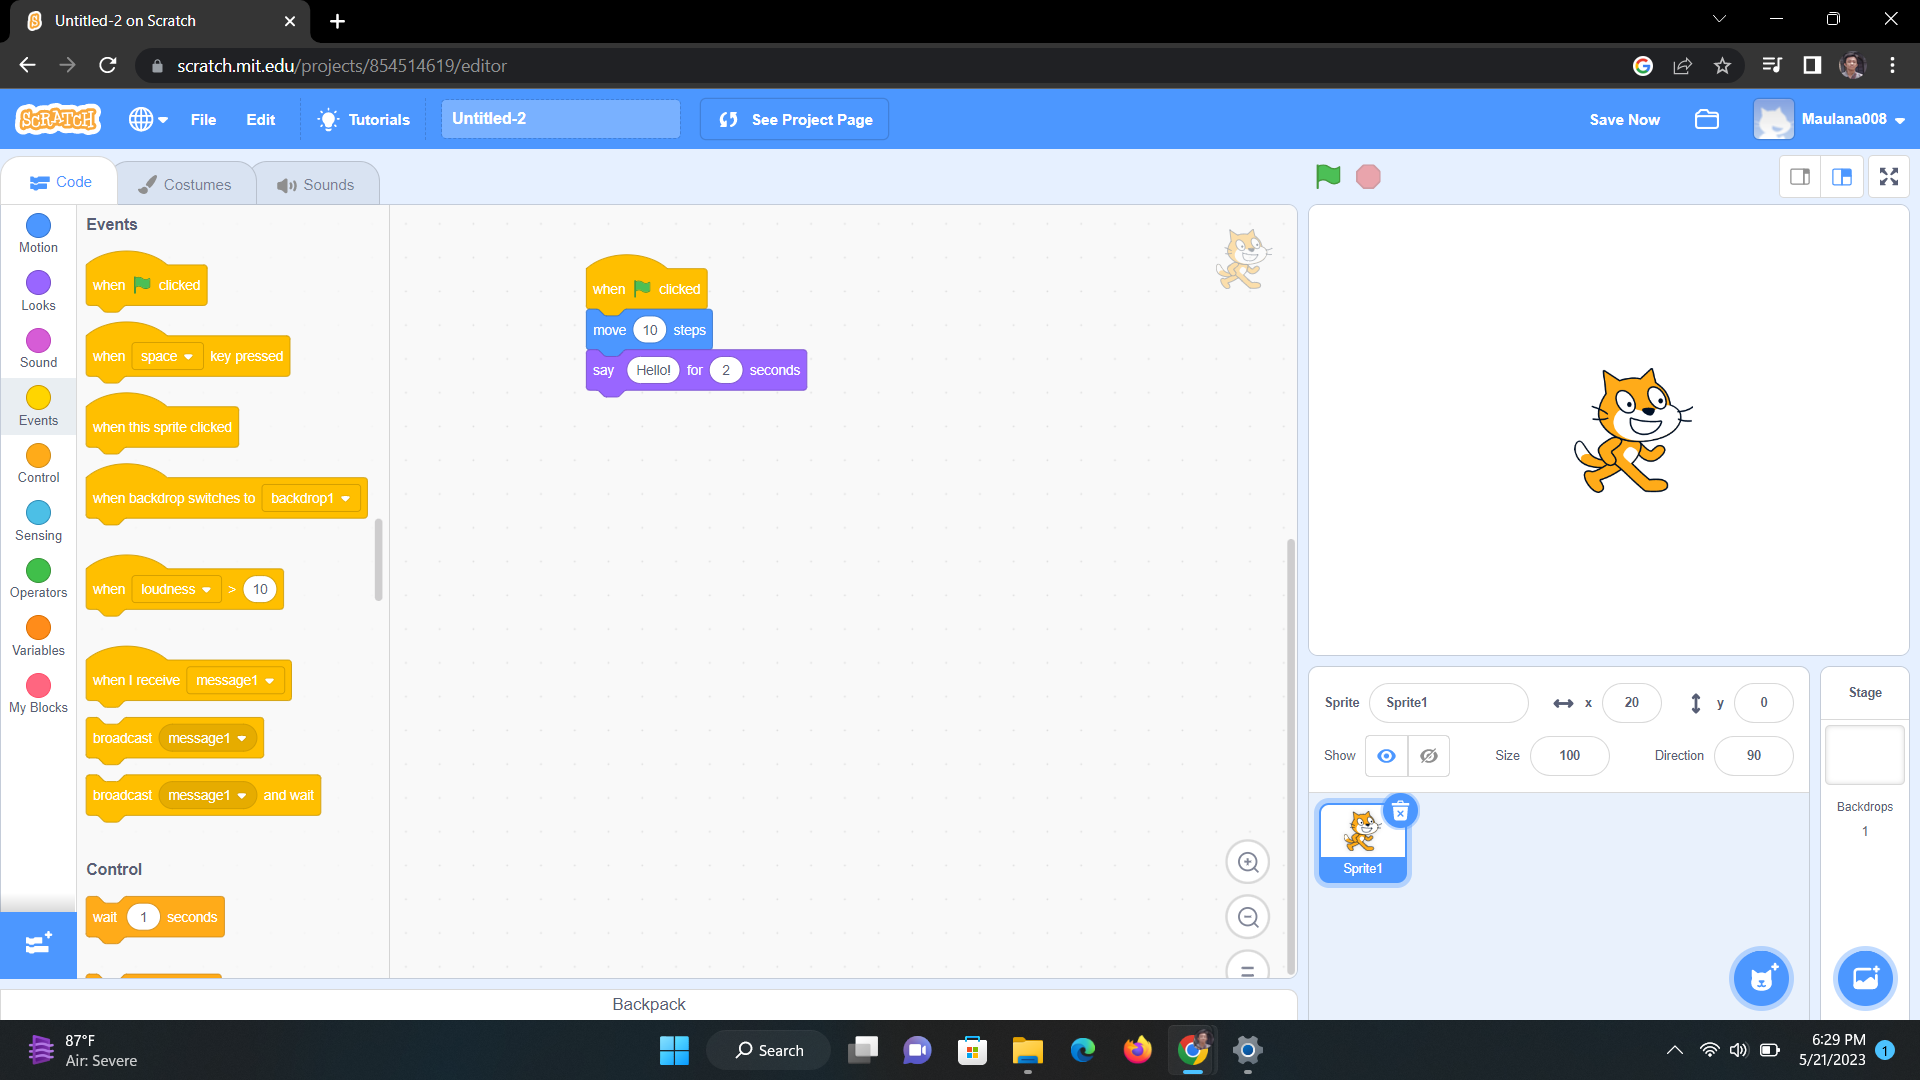 Untitled-2 on Scratch
scratch.mit.edu/projects/854514619/editor
SCRATCH
File
Edit
Tutorials
Untitled-2
See Project Page
Save Now
Maulana008
Code
Costumes
Sounds
Motion
Looks
Sound
Events
Control
Sensing
Operators
Variables
My Blocks
Events
when clicked
when space key pressed
when this sprite clicked
when backdrop switches to backdrop1
when loudness > 10
when I receive message1
broadcast message1
broadcast message1 and wait
Control
wait 1 seconds
when clicked
move 10 steps
say Hello! for 2 seconds
Backpack
Sprite Sprite1 x 20 y 0
Show Size 100 Direction 90
Sprite1
Stage
Backdrops
1
87°F
Air: Severe
Search
6:29 PM
5/21/2023
1